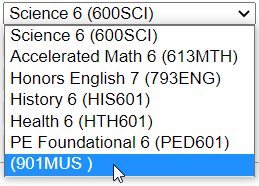 Science 6 (600SCI)
Science 6 (600SCI)
Accelerated Math 6 (613MTH)
Honors English 7 (793ENG)
History 6 (HIS601)
Health 6 (HTH601)
PE Foundational 6 (PED601)
(901MUS )